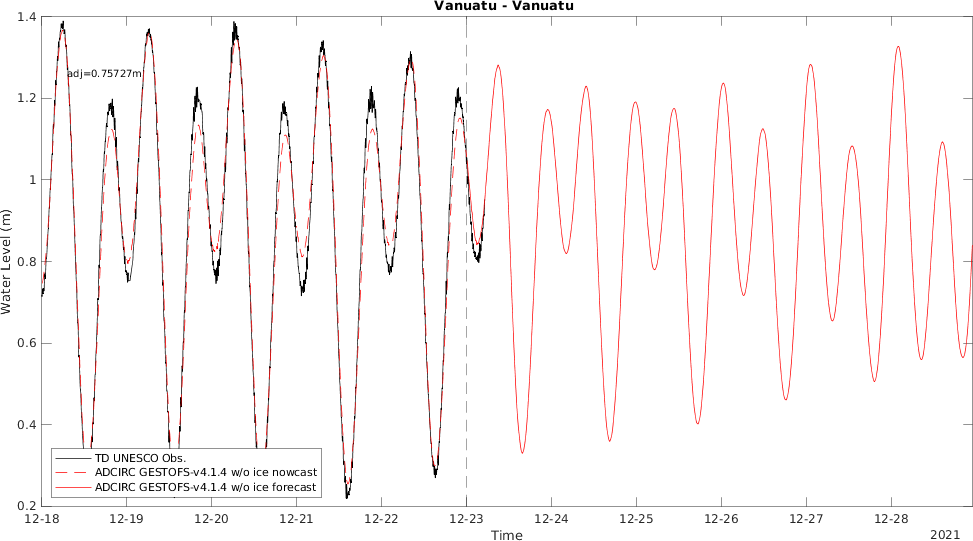 Vanuatu - Vanuatu
1.4
adj=0.75727m
1.2
1
0.8
0.6
0.4
0.2
Water Level (m)
TD UNESCO Obs.
ADCIRC GESTOFS-v4.1.4 w/o ice nowcast
ADCIRC GESTOFS-v4.1.4 w/o ice forecast
12-18 12-19 12-20 12-21 12-22 12-23 12-24 12-25 12-26 12-27 12-28
Time
2021